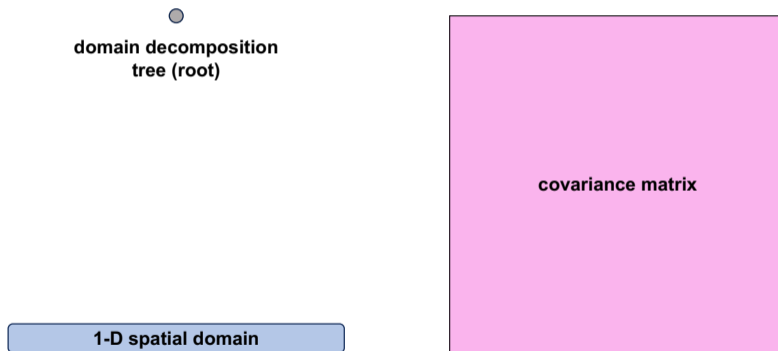 domain decomposition
tree (root)
covariance matrix
1-D spatial domain